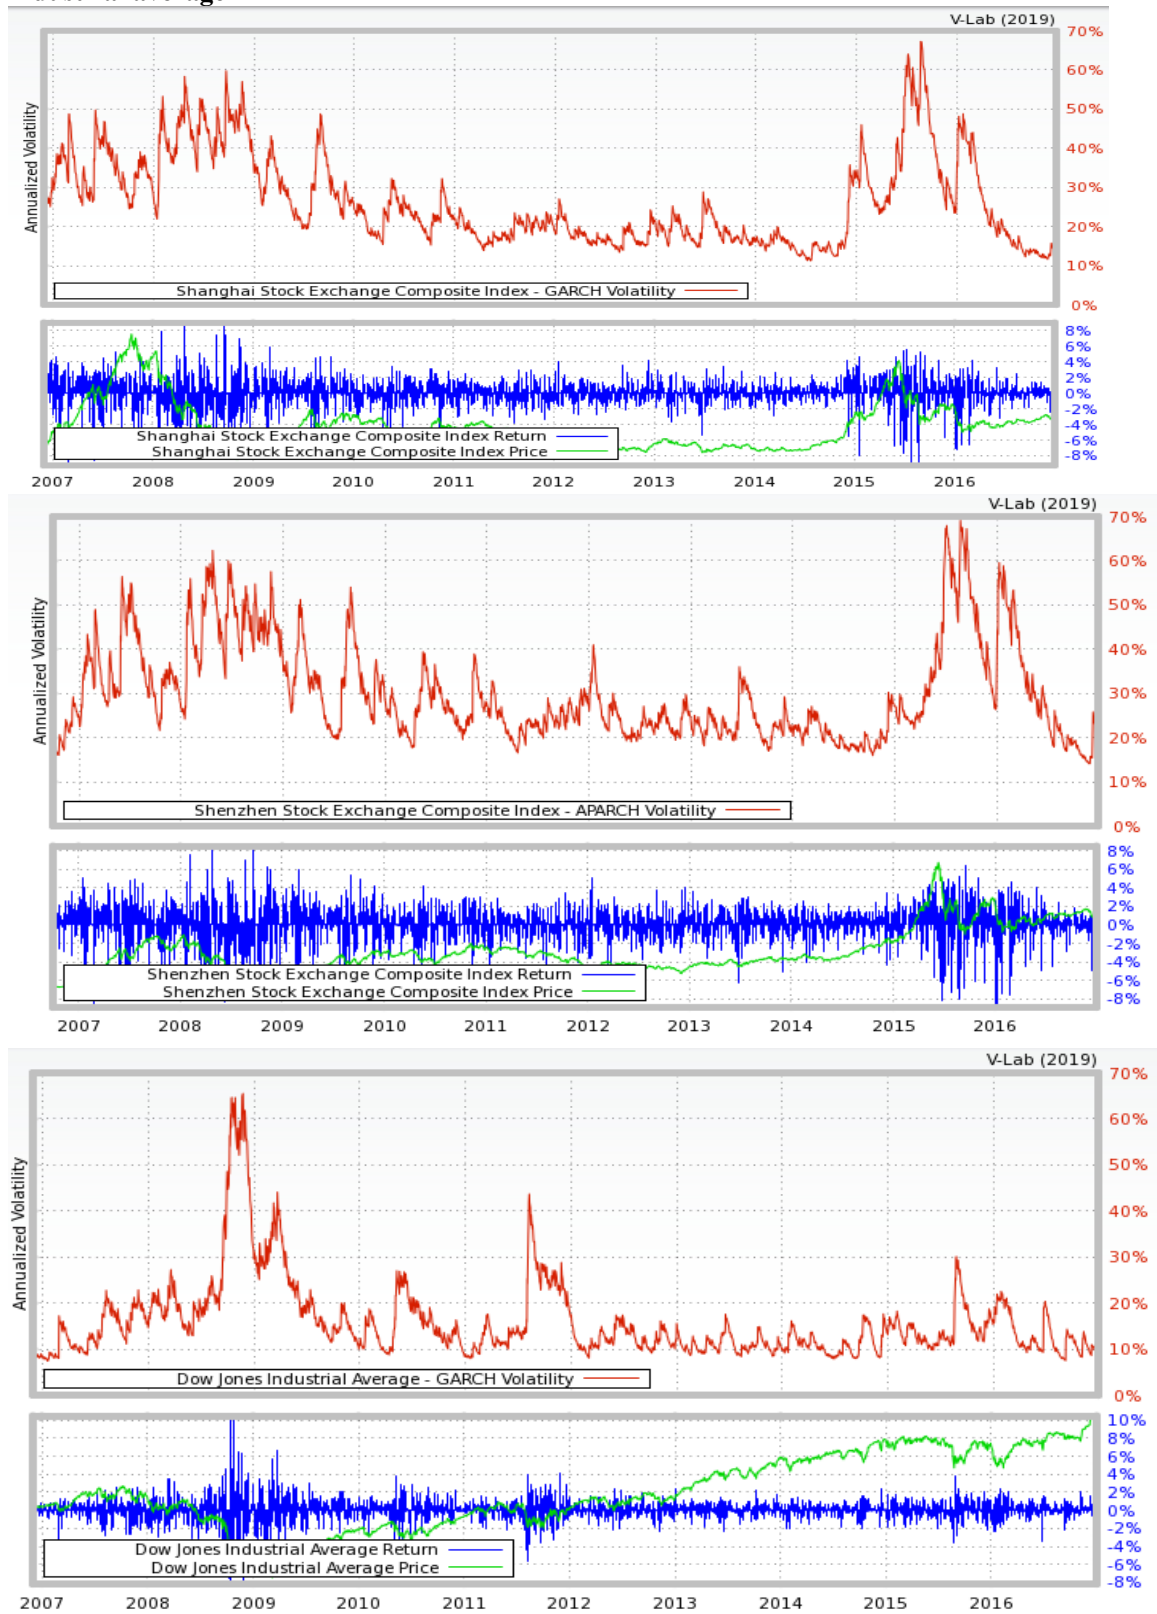 V-Lab (2019)
70%
60%
50%
40%
30%
20%
10%
0%
Annualized Volatility
Shanghai Stock Exchange Composite Index - GARCH Volatility
8%
6%
4%
2%
0%
-2%
-4%
-6%
-8%
Shanghai Stock Exchange Composite Index Return
Shanghai Stock Exchange Composite Index Price
2007 2008 2009 2010 2011 2012 2013 2014 2015 2016
V-Lab (2019)
70%
60%
50%
40%
30%
20%
10%
0%
Annualized Volatility
Shenzhen Stock Exchange Composite Index - APARCH Volatility
8%
6%
4%
2%
0%
-2%
-4%
-6%
-8%
Shenzhen Stock Exchange Composite Index Return
Shenzhen Stock Exchange Composite Index Price
2007 2008 2009 2010 2011 2012 2013 2014 2015 2016
V-Lab (2019)
70%
60%
50%
40%
30%
20%
10%
0%
Annualized Volatility
Dow Jones Industrial Average - GARCH Volatility
10%
8%
6%
4%
2%
0%
-2%
-4%
-6%
-8%
Dow Jones Industrial Average Return
Dow Jones Industrial Average Price
2007 2008 2009 2010 2011 2012 2013 2014 2015 2016